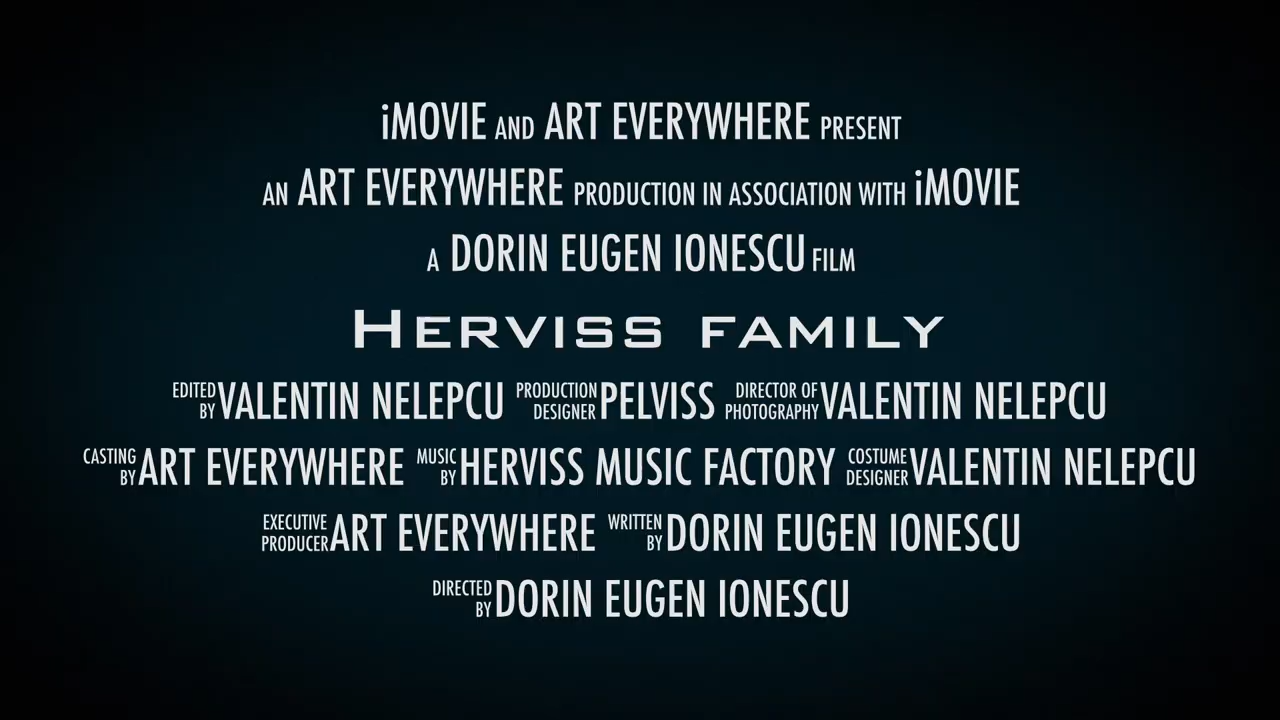 iMOVIE AND ART EVERYWHERE PRESENT
AN ART EVERYWHERE PRODUCTION IN ASSOCIATION WITH iMOVIE
A DORIN EUGEN IONESCU FILM
HERVISS FAMILY
EDITED BY VALENTIN NELEPCU PRODUCTION DESIGNER PELVISS DIRECTOR OF PHOTOGRAPHY VALENTIN NELEPCU
CASTING BY ART EVERYWHERE MUSIC BY HERVISS MUSIC FACTORY COSTUME DESIGNER VALENTIN NELEPCU
EXECUTIVE PRODUCER ART EVERYWHERE WRITTEN BY DORIN EUGEN IONESCU
DIRECTED BY DORIN EUGEN IONESCU